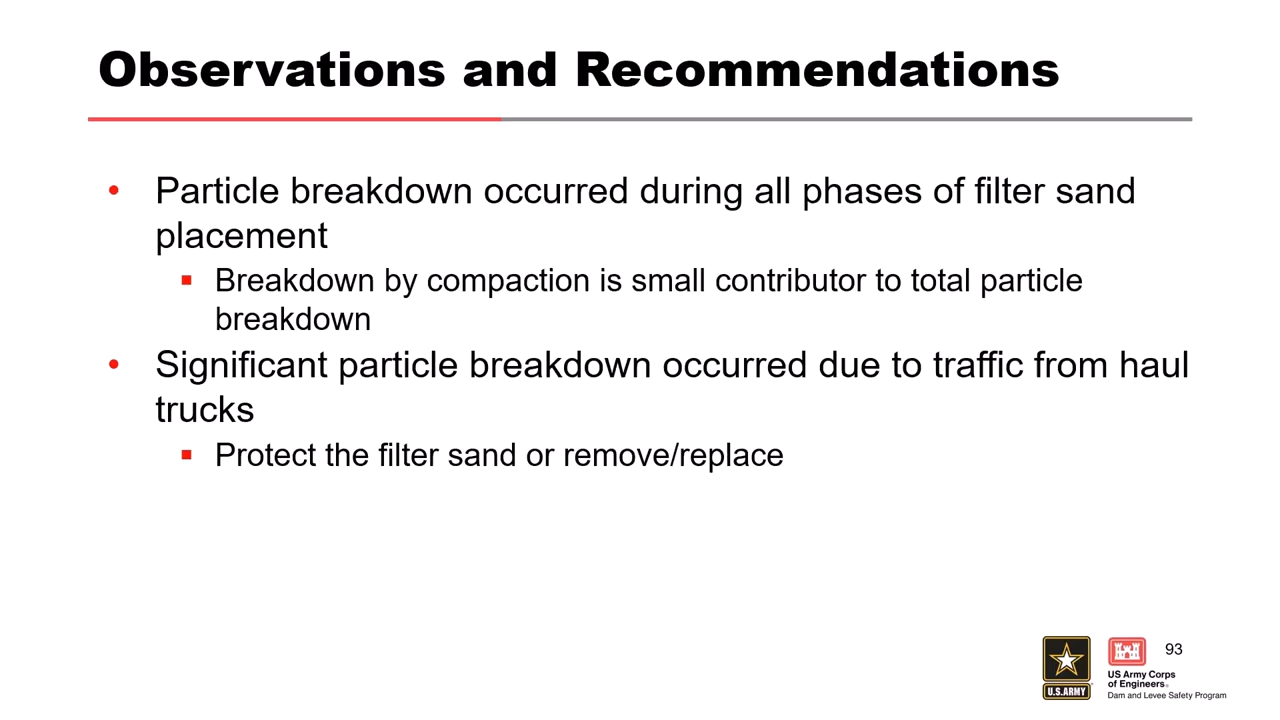 Observations and Recommendations
• Particle breakdown occurred during all phases of filter sand
placement
▪ Breakdown by compaction is small contributor to total particle
breakdown
• Significant particle breakdown occurred due to traffic from haul
trucks
▪ Protect the filter sand or remove/replace
93
U.S.ARMY
US Army Corps
of Engineers®
Dam and Levee Safety Program